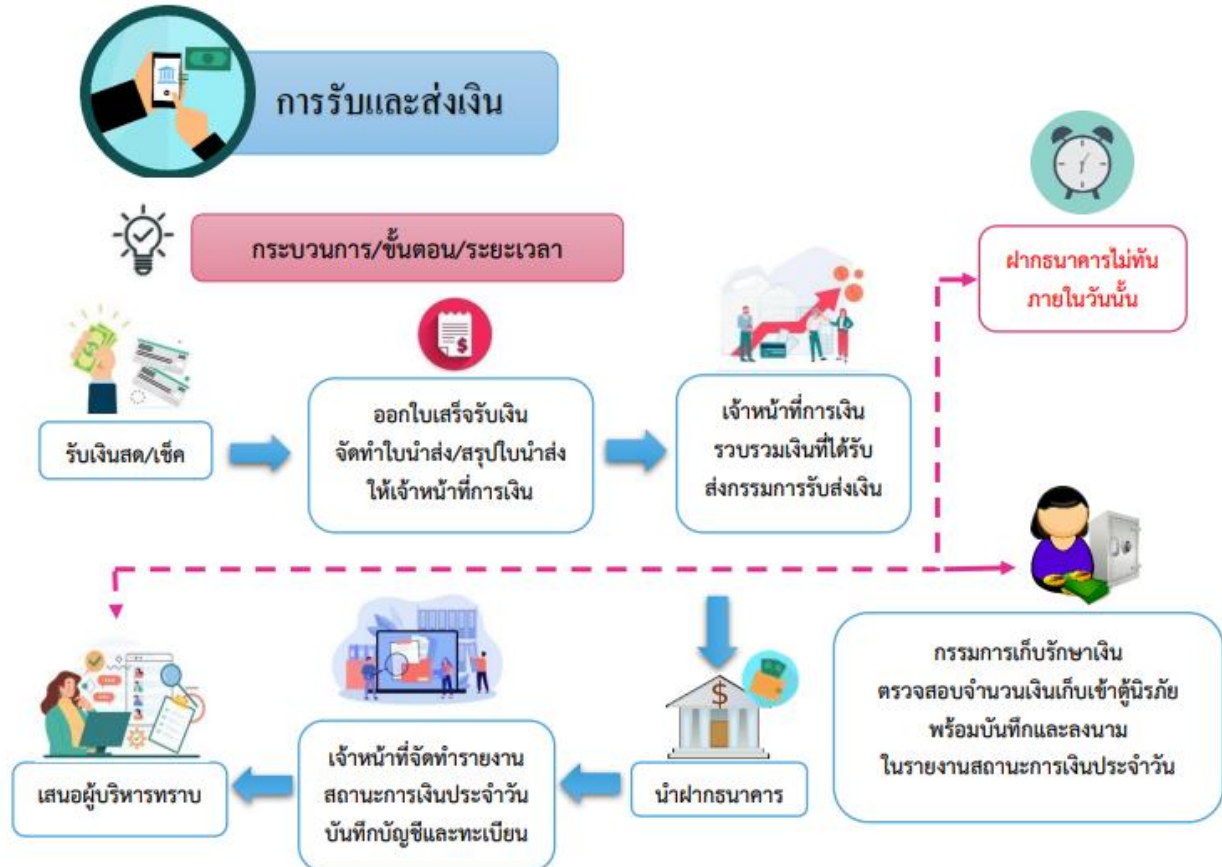 การรับและส่งเงิน
กระบวนการ/ขั้นตอน/ระยะเวลา
ฝากธนาคารไม่ทัน
ภายในวันนั้น
รับเงินสด/เช็ค
ออกใบเสร็จรับเงิน
จัดทำใบนำส่ง/สรุปใบนำส่ง
ให้เจ้าหน้าที่การเงิน
เจ้าหน้าที่การเงิน
รวบรวมเงินที่ได้รับ
ส่งกรรมการรับส่งเงิน
กรรมการเก็บรักษาเงิน
ตรวจสอบจำนวนเงินเก็บเข้าตู้นิรภัย
พร้อมบันทึกและลงนาม
ในรายงานสถานะการเงินประจำวัน
นำฝากธนาคาร
เจ้าหน้าที่จัดทำรายงาน
สถานะการเงินประจำวัน
บันทึกบัญชีและทะเบียน
เสนอผู้บริหารทราบ